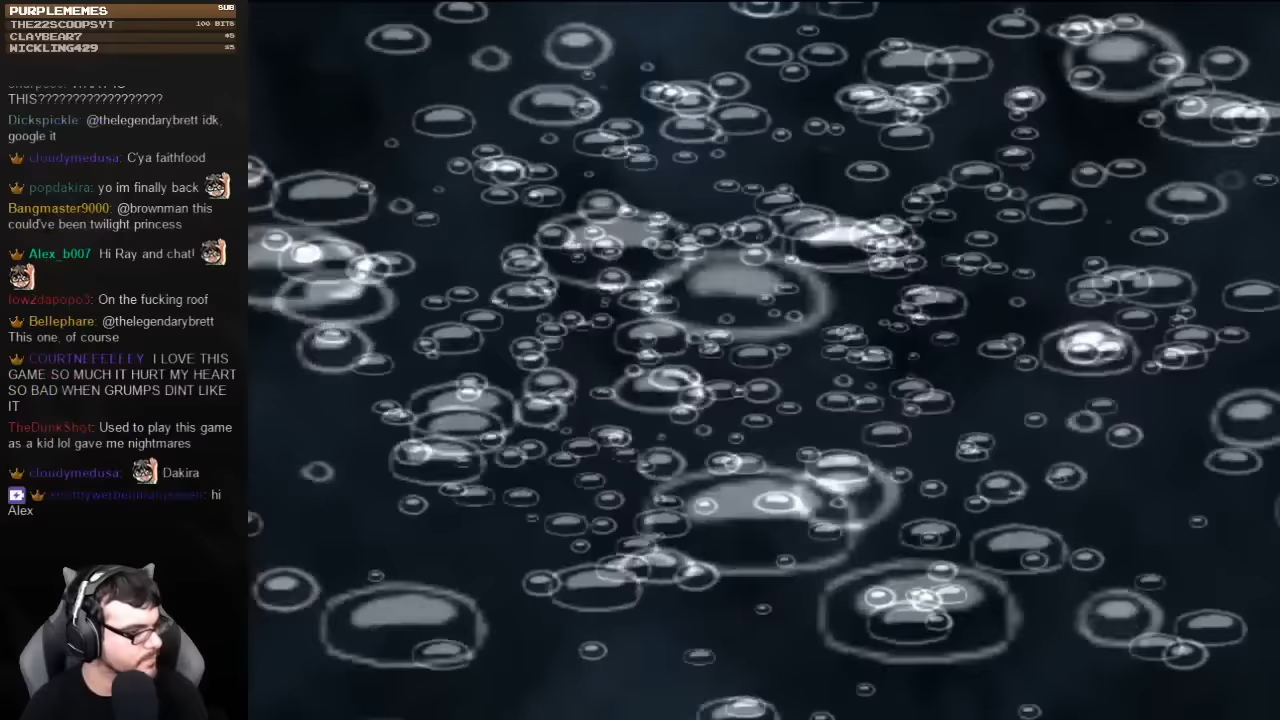 PURPLEMEMES SUB
THE22SCOOPSYT 100 BITS
CLAYBEAR7 $5
WICKLING429 $5
THIS??????????????????
Dickspickle: @thelegendarybrett idk,
google it
cloudymedusa: C'ya faithfood
popdakira: yo im finally back
Bangmaster9000: @brownman this
could've been twilight princess
Alex_b007 Hi Ray and chat!
low2dapopo3: On the fucking roof
Bellephare: @thelegendarybrett
This one, of course
COURTNEEEEEY I LOVE THIS
GAME SO MUCH IT HURT MY HEART
SO BAD WHEN GRUMPS DINT LIKE
IT
TheDunkShot: Used to play this game
as a kid lol gave me nightmares
cloudymedusa: Dakira
hi
Alex